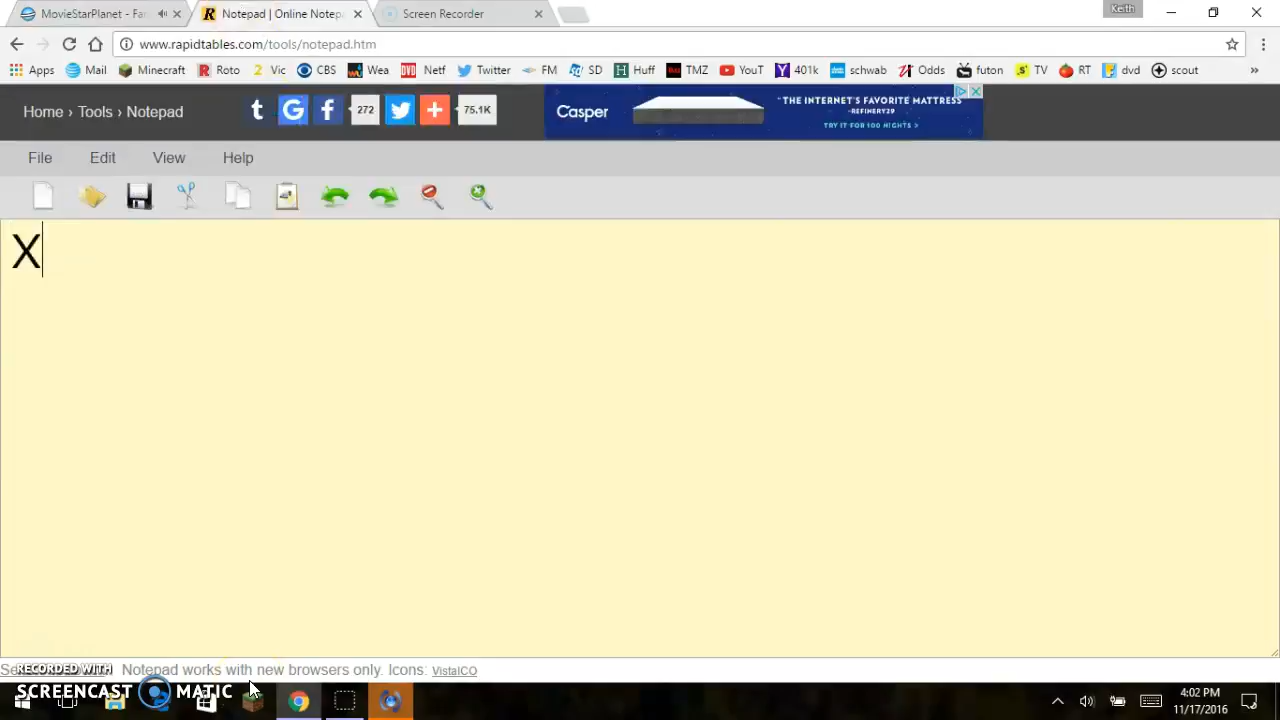 MovieStarPlanet - Fa
Notepad | Online Notep
Screen Recorder
Keith
www.rapidtables.com/tools/notepad.htm
Apps Mail Minecraft Roto Vic CBS Wea Netf Twitter FM SD Huff TMZ YouT 401k schwab Odds futon TV RT dvd scout »
Home › Tools › Notepad
272
75.1K
Casper
"THE INTERNET'S FAVORITE MATTRESS"
-REFINERY29
TRY IT FOR 100 NIGHTS >
File Edit View Help
X
Notepad works with new browsers only. Icons: VistaICO
RECORDED WITH
SCREENCAST MATIC
4:02 PM
11/17/2016